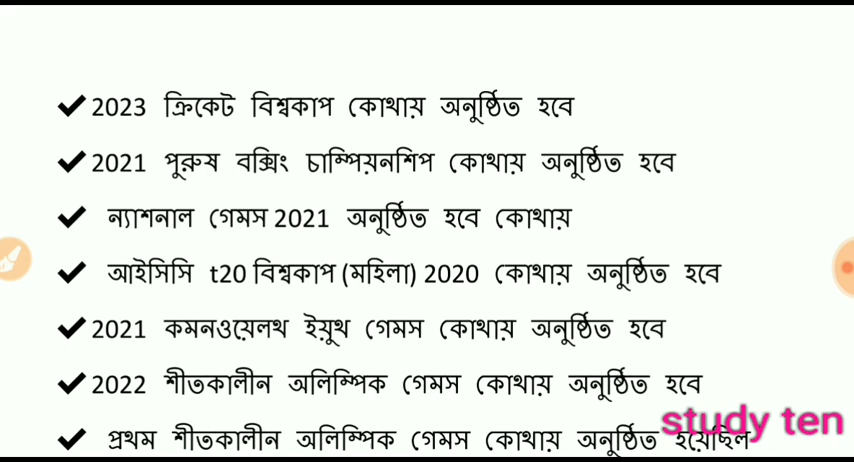 ✔ 2023 ক্রিকেট বিশ্বকাপ কোথায় অনুষ্ঠিত হবে
✔ 2021 পুরুষ বক্সিং চাম্পিয়নশিপ কোথায় অনুষ্ঠিত হবে
✔ ন্যাশনাল গেমস 2021 অনুষ্ঠিত হবে কোথায়
✔ আইসিসি t20 বিশ্বকাপ (মহিলা) 2020 কোথায় অনুষ্ঠিত হবে
✔ 2021 কমনওয়েলথ ইয়ুথ গেমস কোথায় অনুষ্ঠিত হবে
✔ 2022 শীতকালীন অলিম্পিক গেমস কোথায় অনুষ্ঠিত হবে
✔ প্রথম শীতকালীন অলিম্পিক গেমস কোথায় অনুষ্ঠিত হয়েছিল
study ten